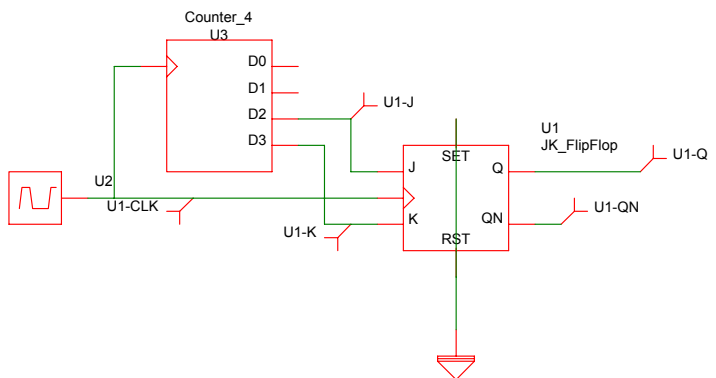 Counter_4
U3
D0
D1
D2
D3
U1-J
U1
JK_FlipFlop
SET
J
Q
U1-Q
U2
U1-CLK
U1-K
K
QN
U1-QN
RST